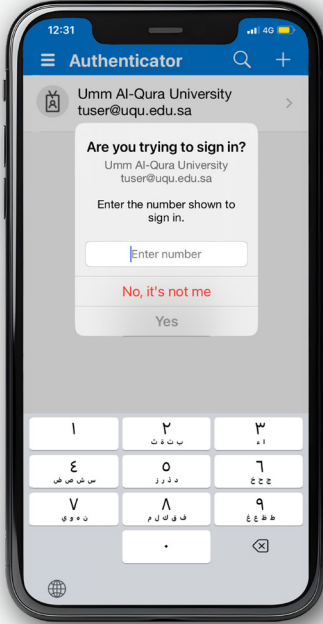 12:31
4G
Authenticator
Umm Al-Qura University
tuser@uqu.edu.sa
Are you trying to sign in?
Umm Al-Qura University
tuser@uqu.edu.sa
Enter the number shown to
sign in.
Enter number
No, it's not me
Yes
١ ٢ ٣
ب ت ة ث ا ء
٤ ٥ ٦
س ش ص ض د ذ ر ز ج ح خ
٧ ٨ ٩
ن ه و ي ف ق ك ل م ط ظ ع غ
٠